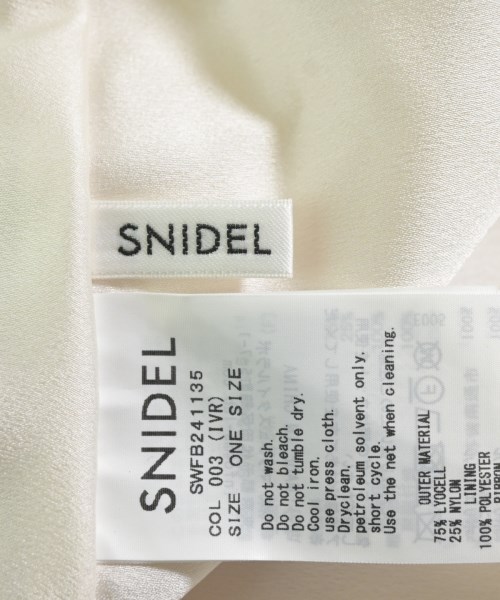 SNIDEL
SNIDEL
SWFB241135
COL 003 (IVR)
SIZE ONE SIZE
Do not wash.
Do not bleach.
Do not tumble dry.
Cool iron.
use press cloth.
Dryclean,
petroleum solvent only.
short cycle.
Use the net when cleaning.
OUTER MATERIAL
75% LYOCELL
25% NYLON
LINING
100% POLYESTER
RIBBON